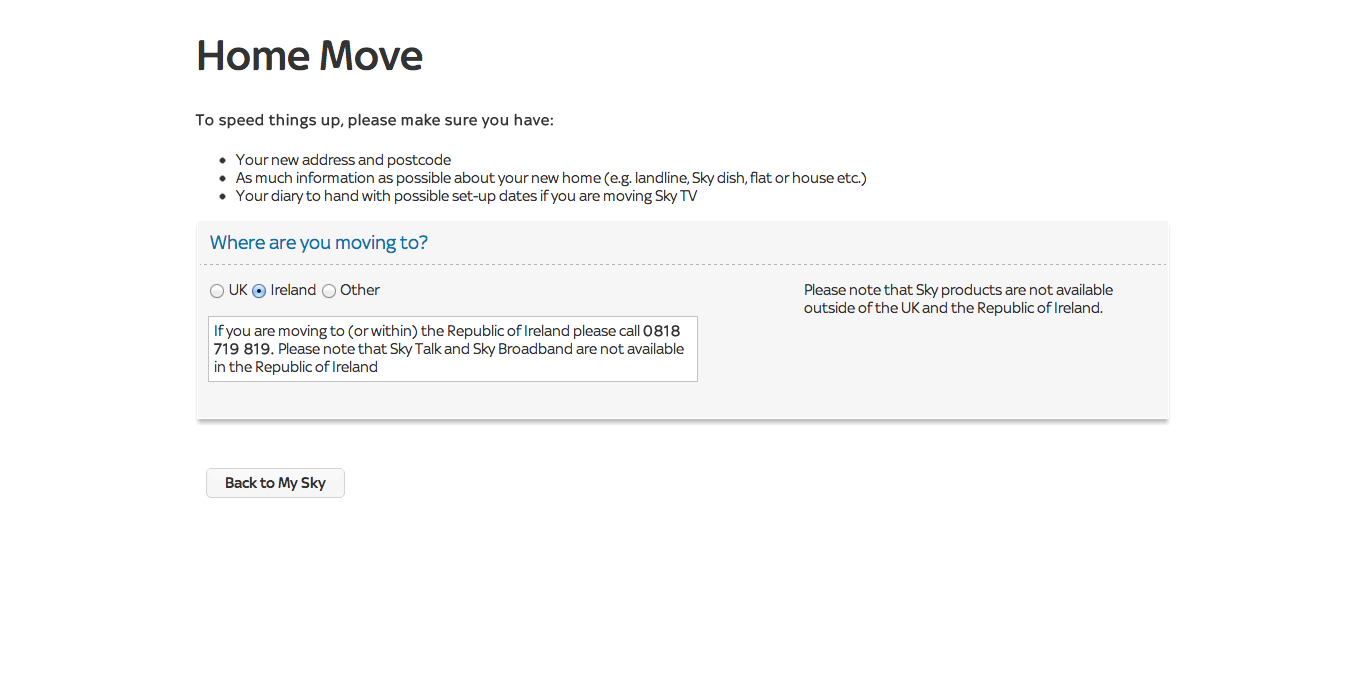 Home Move
To speed things up, please make sure you have:
Your new address and postcode
As much information as possible about your new home (e.g. landline, Sky dish, flat or house etc.)
Your diary to hand with possible set-up dates if you are moving Sky TV
Where are you moving to?
UK Ireland Other
If you are moving to (or within) the Republic of Ireland please call 0818
719 819. Please note that Sky Talk and Sky Broadband are not available
in the Republic of Ireland
Please note that Sky products are not available
outside of the UK and the Republic of Ireland.
Back to My Sky